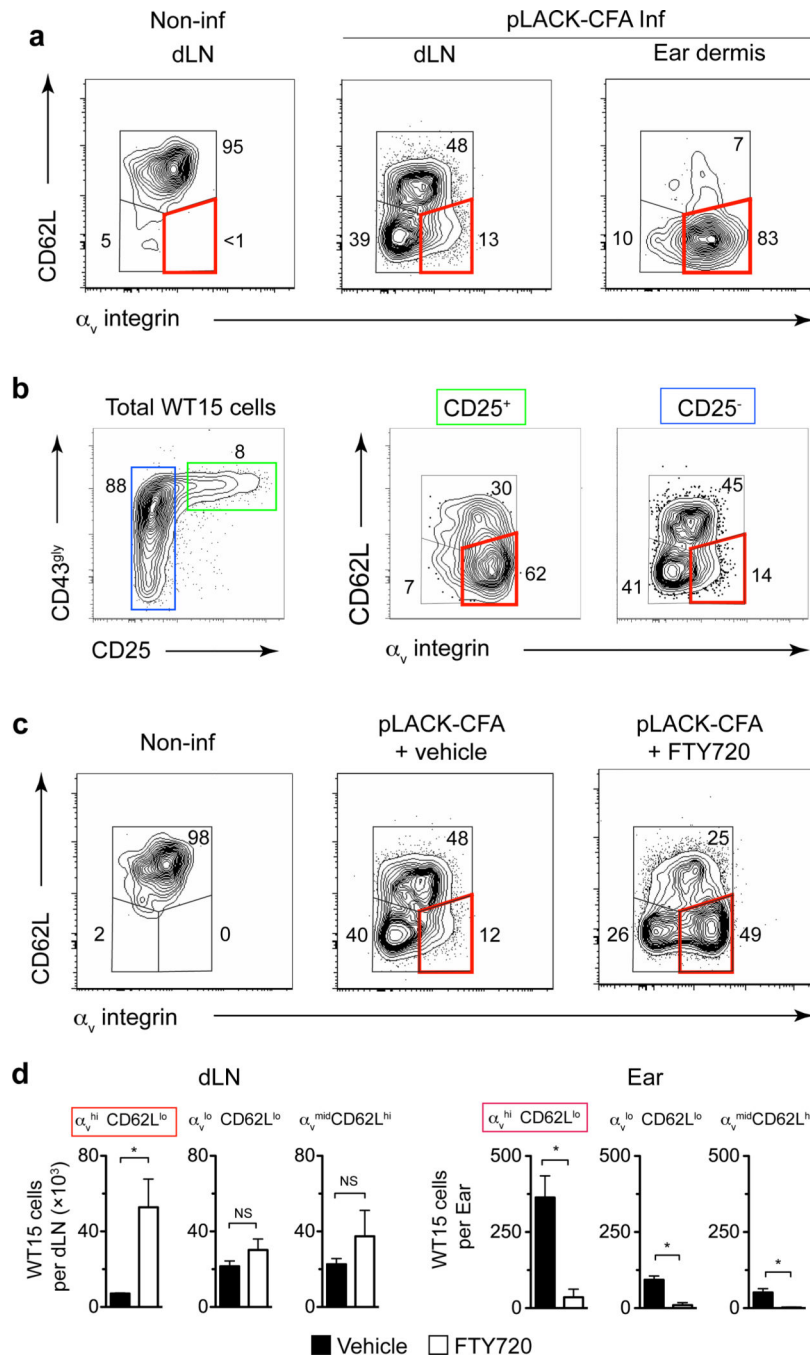 a
Non-inf
pLACK-CFA Inf
dLN
dLN
Ear dermis
95
48
7
5
<1
39
13
10
83
CD62L
αv integrin
b
Total WT15 cells
CD25⁺
CD25⁻
8
88
30
45
7
62
41
14
CD43gly
CD62L
CD25
αv integrin
c
Non-inf
pLACK-CFA
+ vehicle
pLACK-CFA
+ FTY720
98
48
25
2
0
40
12
26
49
CD62L
αv integrin
d
dLN
Ear
αvhi CD62Llo
αvlo CD62Llo
αvmidCD62Lhi
αvhi CD62Llo
αvlo CD62Llo
αvmidCD62Lh
WT15 cells
per dLN (×10³)
80
40
0
*
80
40
0
NS
80
40
0
NS
WT15 cells
per Ear
500
250
0
*
500
250
0
*
500
250
0
*
Vehicle
FTY720